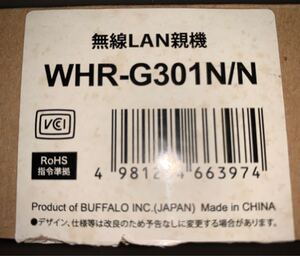 無線LAN親機
WHR-G301N/N
VCI
RoHS
指令準拠
4 981254 663974
Product of BUFFALO INC.(JAPAN) Made in CHINA
●デザイン、仕様等は改良のため予告なしに変更する場合があります。